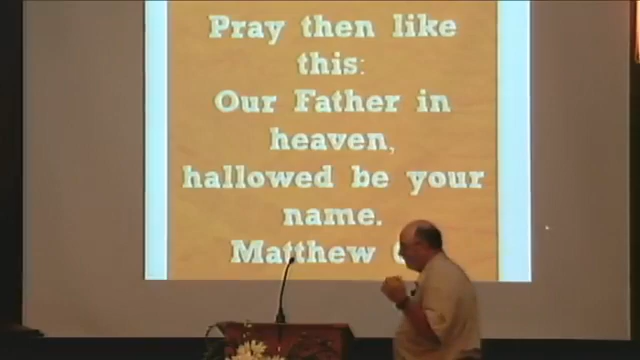 Pray then like
this:
Our Father in
heaven,
hallowed be your
name.
Matthew